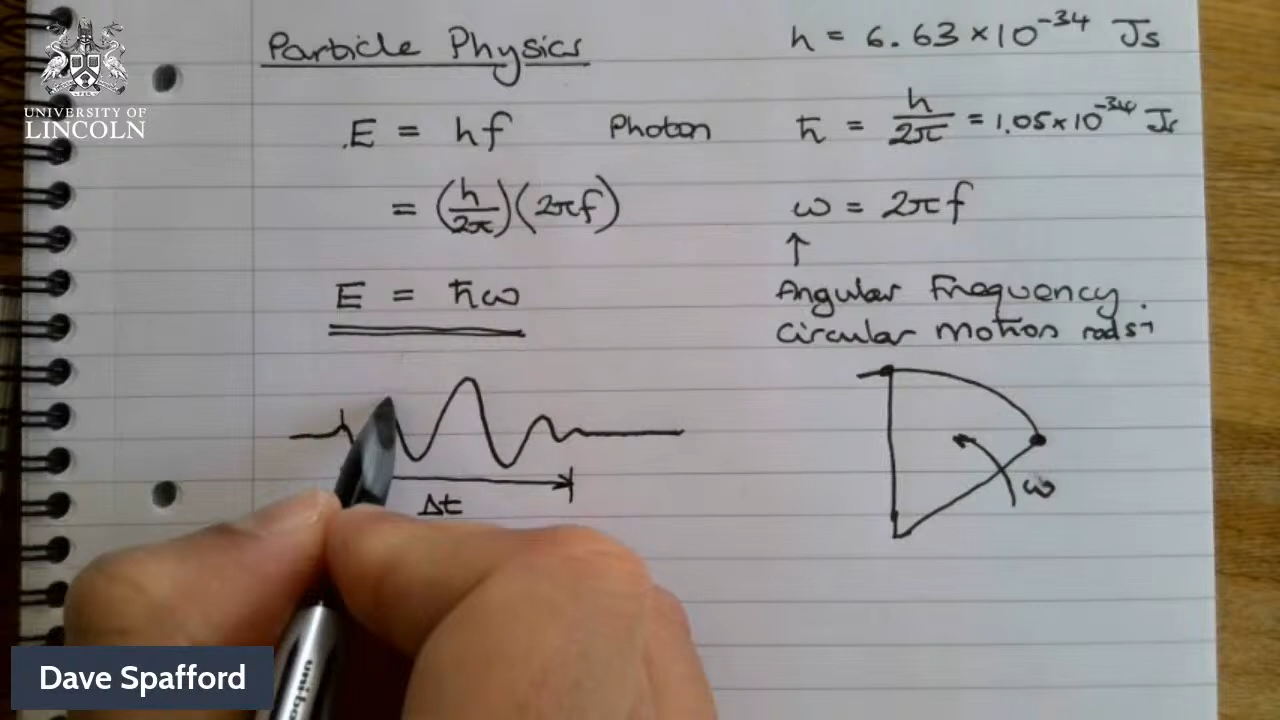 UNIVERSITY OF
LINCOLN
Particle Physics
h = 6.63 × 10⁻³⁴ Js
E = hf
Photon
ħ = h/2π = 1.05 × 10⁻³⁴ Js
= (h/2π)(2πf)
ω = 2πf
↑
E = ħω
Angular Frequency.
Circular Motion rads⁻¹
Δt
ω
Dave Spafford